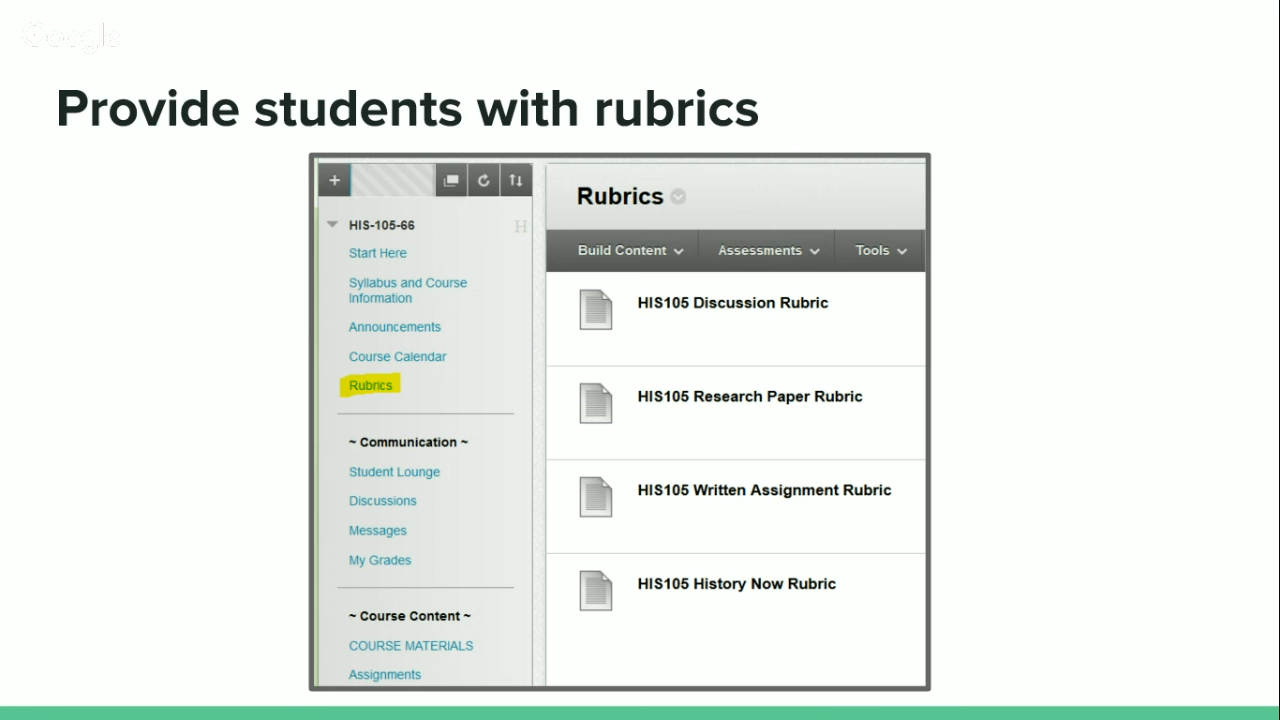 Google
Provide students with rubrics
HIS-105-66
H
Start Here
Syllabus and Course
Information
Announcements
Course Calendar
Rubrics
~ Communication ~
Student Lounge
Discussions
Messages
My Grades
~ Course Content ~
COURSE MATERIALS
Assignments
Rubrics
Build Content
Assessments
Tools
HIS105 Discussion Rubric
HIS105 Research Paper Rubric
HIS105 Written Assignment Rubric
HIS105 History Now Rubric